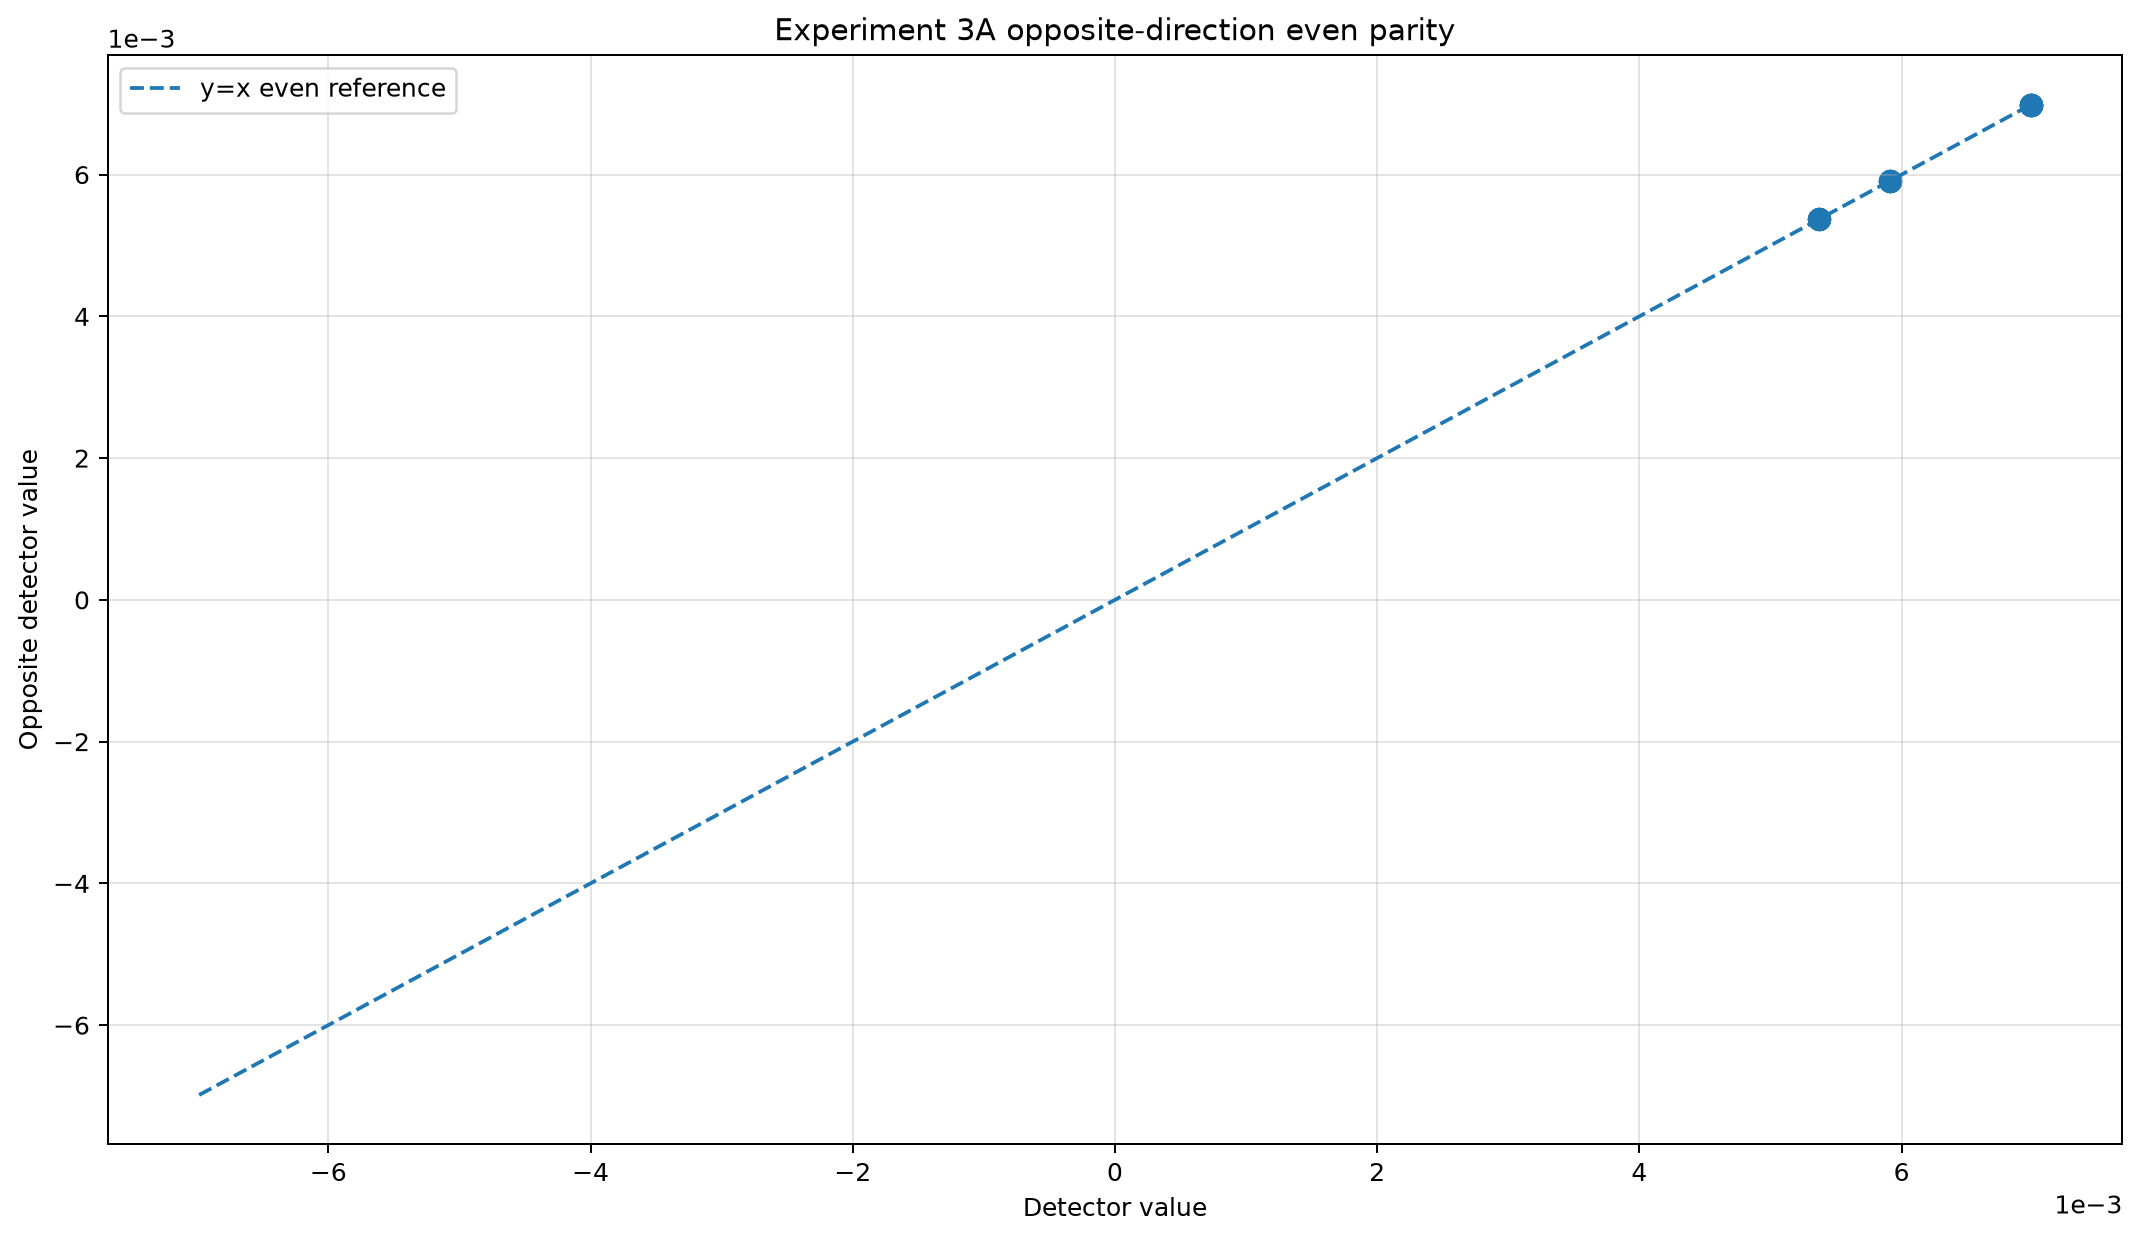 Experiment 3A opposite-direction even parity
1e−3
y=x even reference
6
4
2
0
−2
−4
−6
Opposite detector value
−6
−4
−2
0
2
4
6
1e−3
Detector value